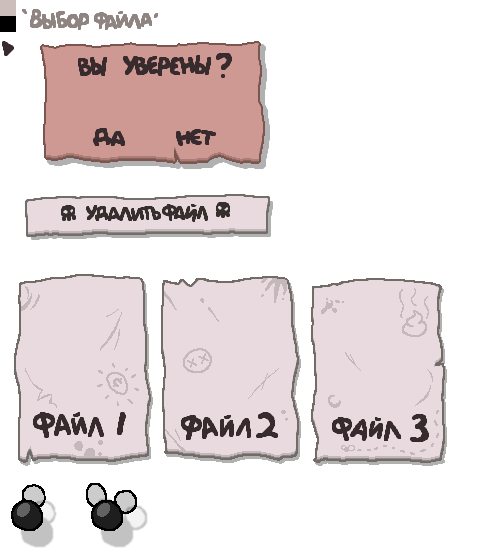 "ВЫБОР ФАЙЛА"
ВЫ УВЕРЕНЫ?
ДА НЕТ
УДАЛИТЬ ФАЙЛ
ФАЙЛ 1 ФАЙЛ 2 ФАЙЛ 3